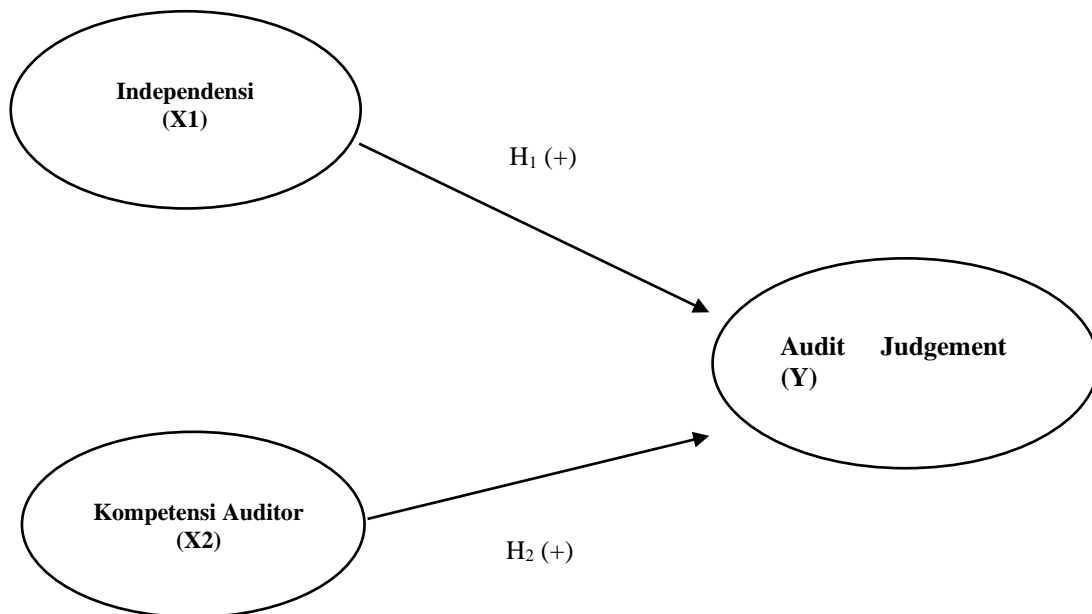 Independensi
(X1)
H₁ (+)
Audit Judgement
(Y)
Kompetensi Auditor
(X2)
H₂ (+)